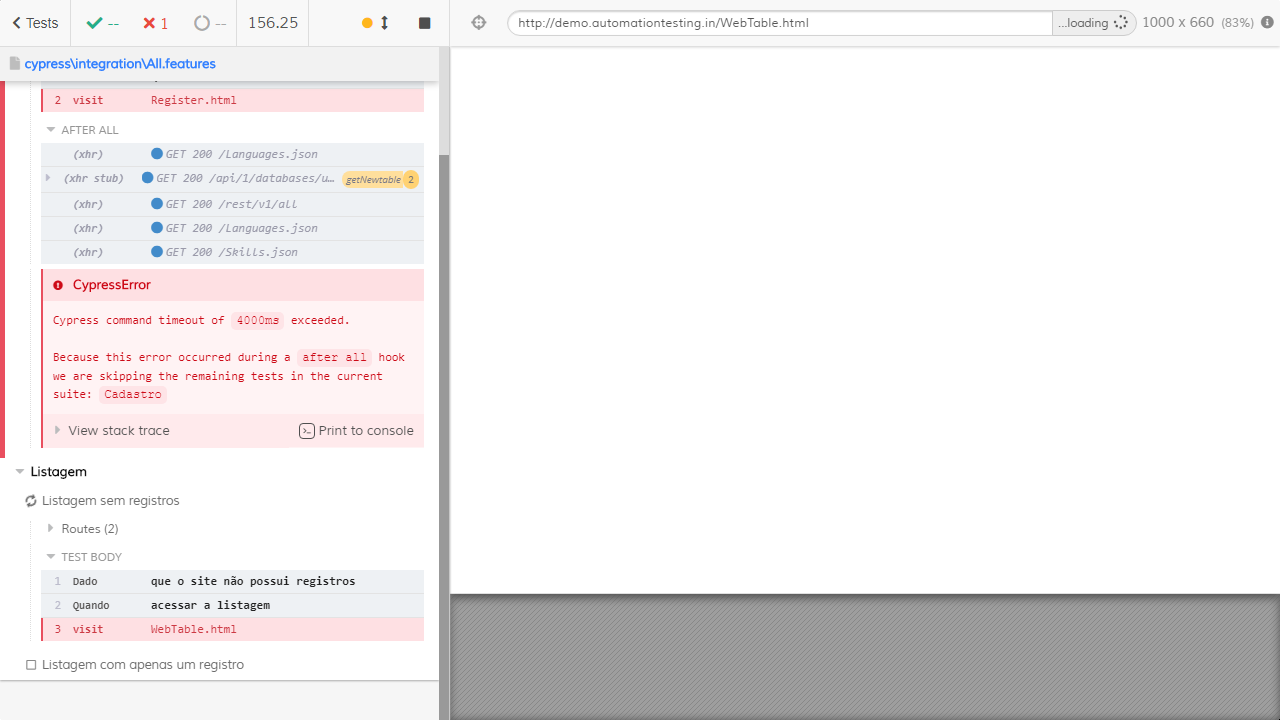 Tests -- 1 -- 156.25
http://demo.automationtesting.in/WebTable.html ...loading 1000 x 660 (83%)
cypress\integration\All.features
2 visit Register.html
AFTER ALL
(xhr) GET 200 /Languages.json
(xhr stub) GET 200 /api/1/databases/u... getNewtable 2
(xhr) GET 200 /rest/v1/all
(xhr) GET 200 /Languages.json
(xhr) GET 200 /Skills.json
CypressError
Cypress command timeout of 4000ms exceeded.
Because this error occurred during a after all hook
we are skipping the remaining tests in the current
suite: Cadastro
View stack trace Print to console
Listagem
Listagem sem registros
Routes (2)
TEST BODY
1 Dado que o site não possui registros
2 Quando acessar a listagem
3 visit WebTable.html
Listagem com apenas um registro